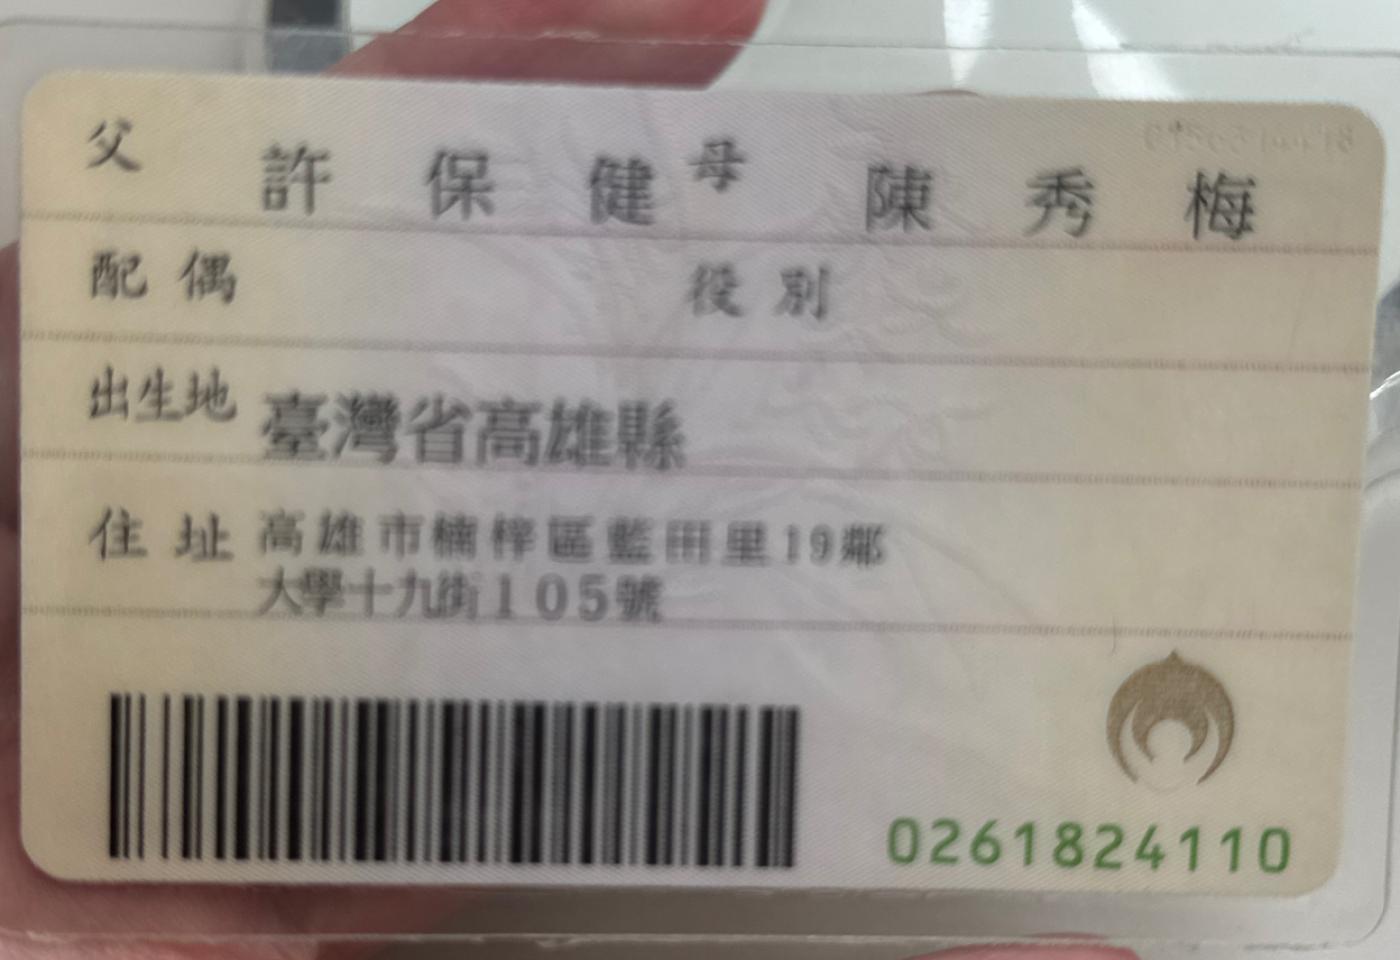 父 許保健 母 陳秀梅
配偶 役別
出生地 臺灣省高雄縣
住址 高雄市楠梓區藍田里19鄰
大學十九街105號
0261824110